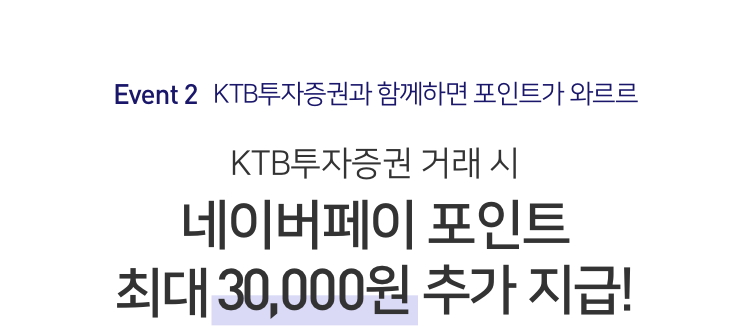 Event 2 KTB투자증권과 함께하면 포인트가 와르르
KTB투자증권 거래 시
네이버페이 포인트
최대 30,000원 추가 지급!